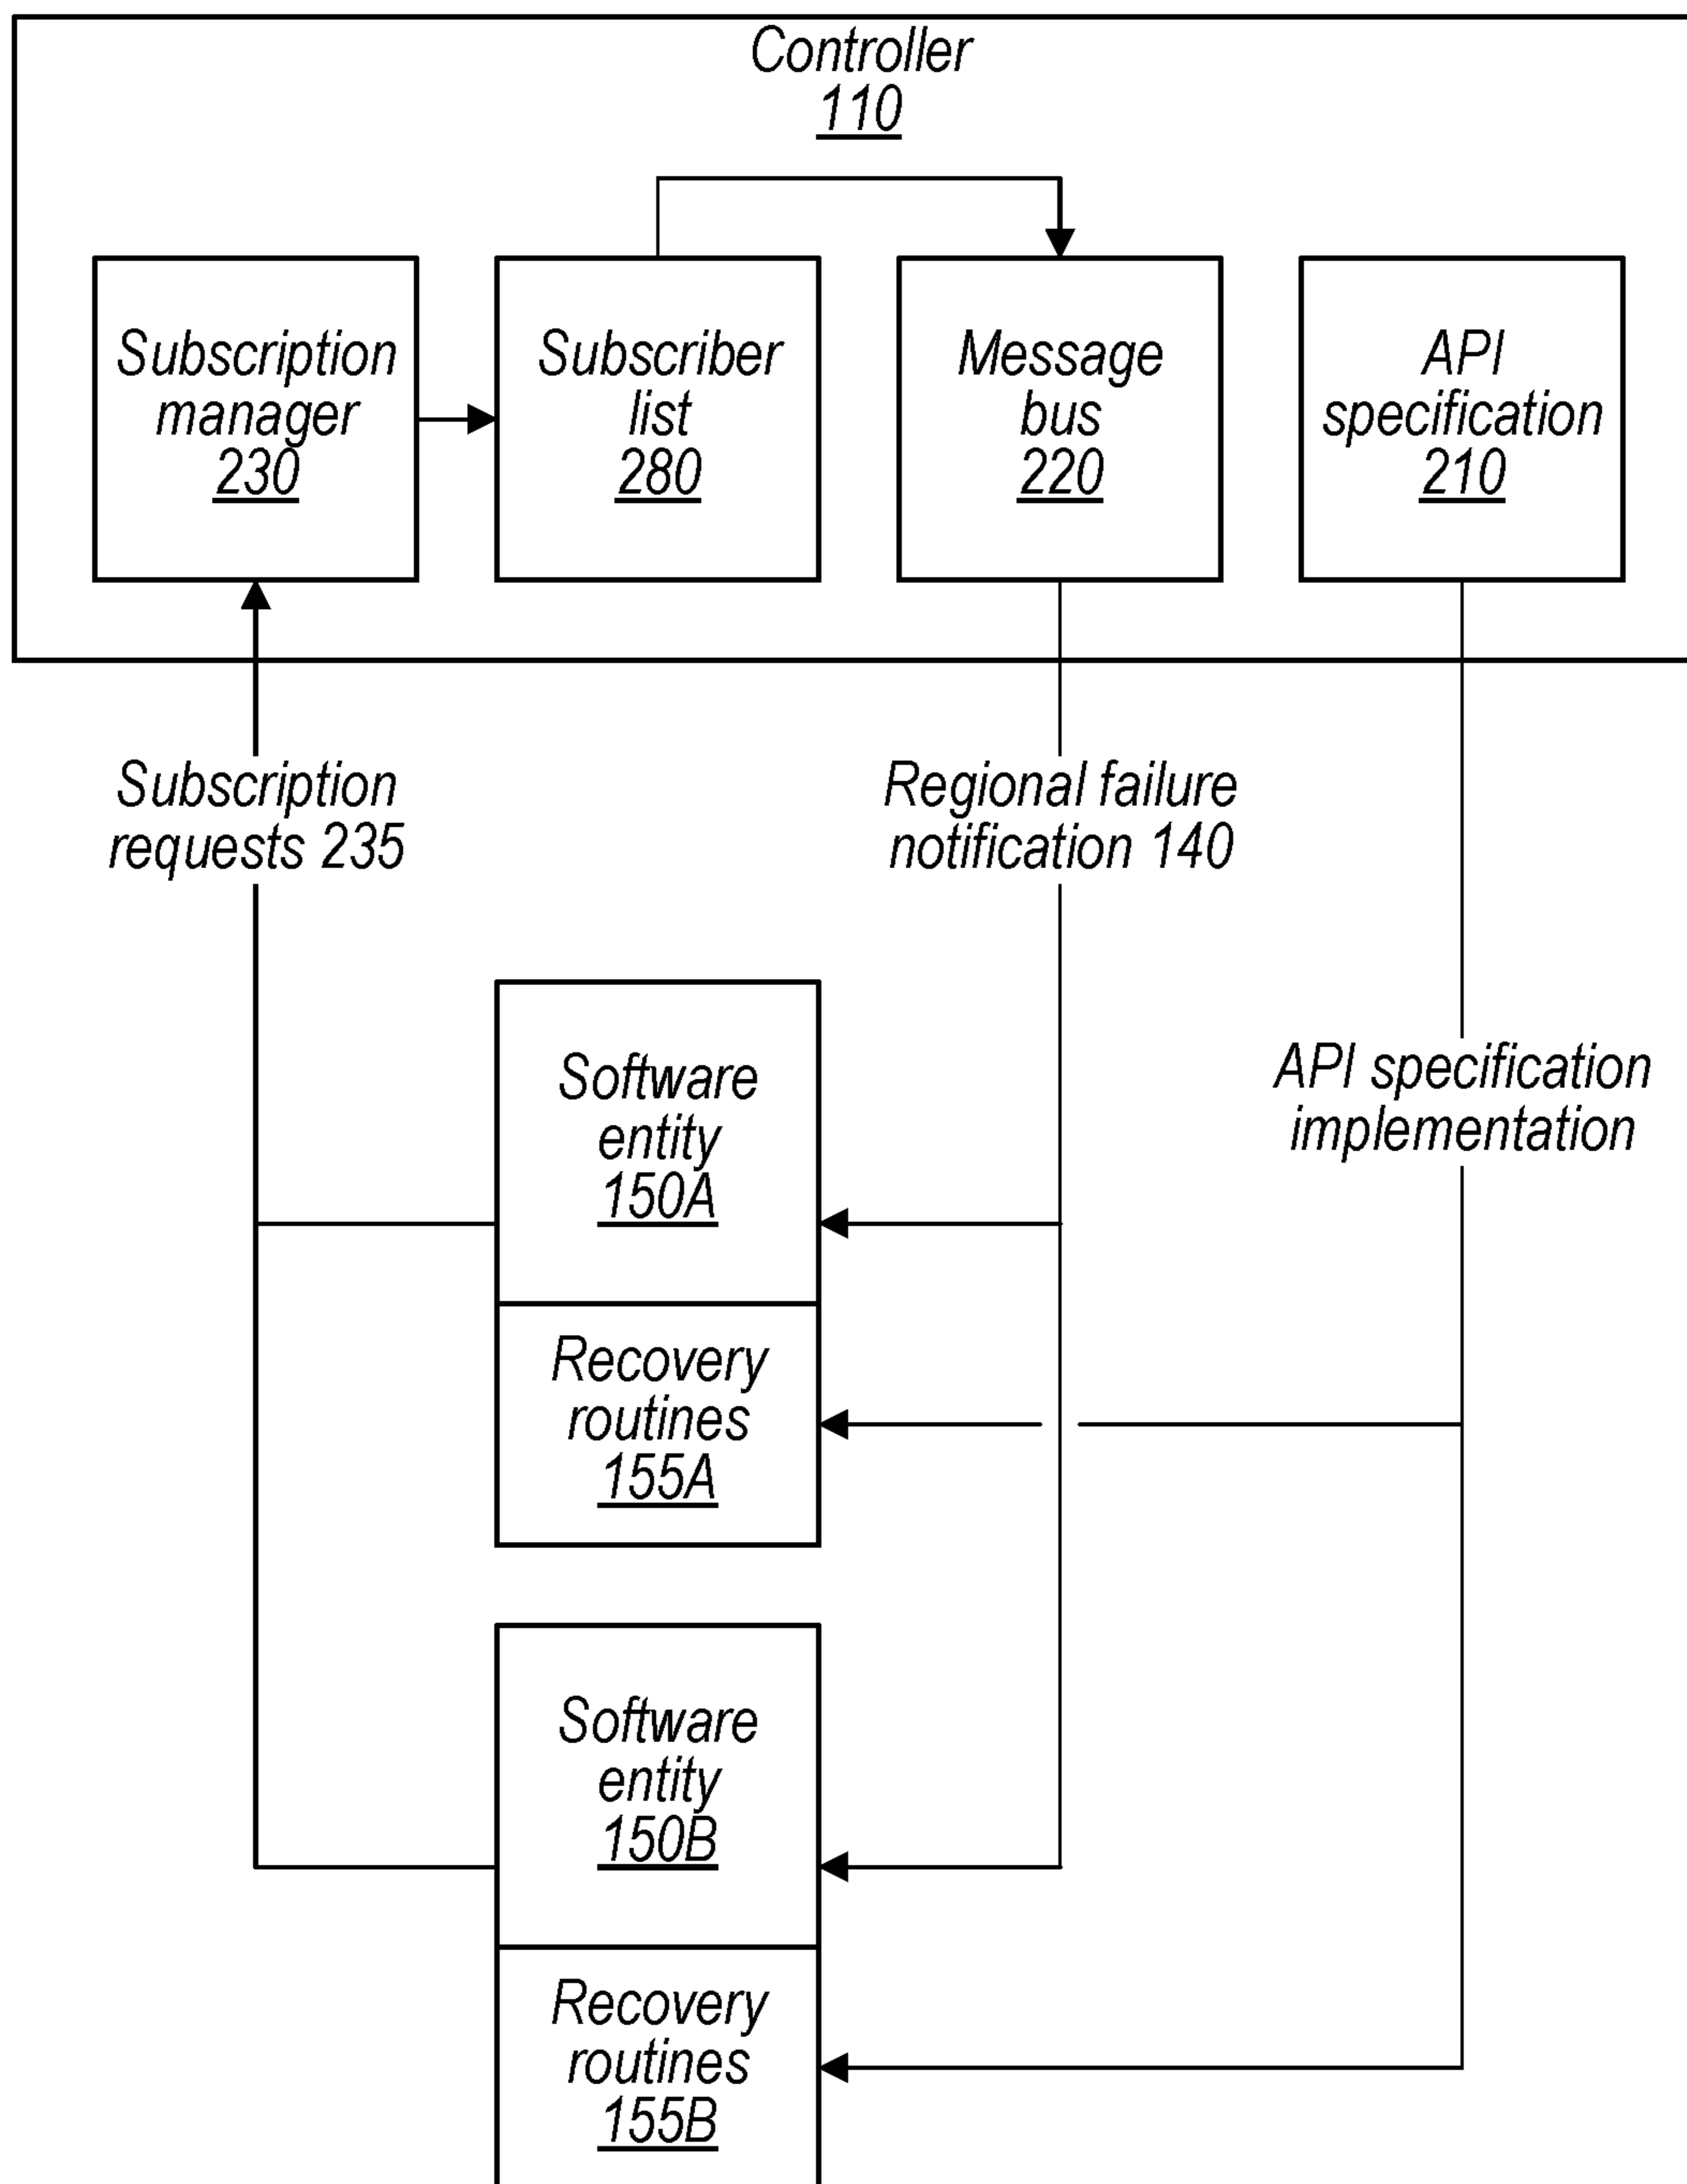 Controller
110
Subscription
manager
230
Subscriber
list
280
Message
bus
220
API
specification
210
Subscription
requests 235
Regional failure
notification 140
Software
entity
150A
API specification
implementation
Recovery
routines
155A
Software
entity
150B
Recovery
routines
155B